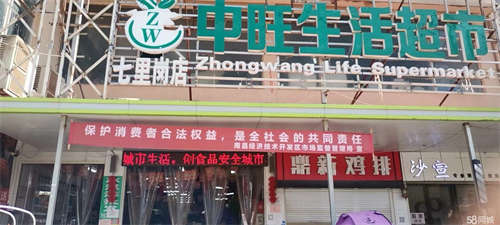 ZW
中旺生活超市
七里岗店
Zhongwang Life Supermarket
保护消费者合法权益，是全社会的共同责任
南昌经济技术开发区市场监督管理局 宣
城市生活。创食品安全城市
鼎新鸡排
沙宣
58同城